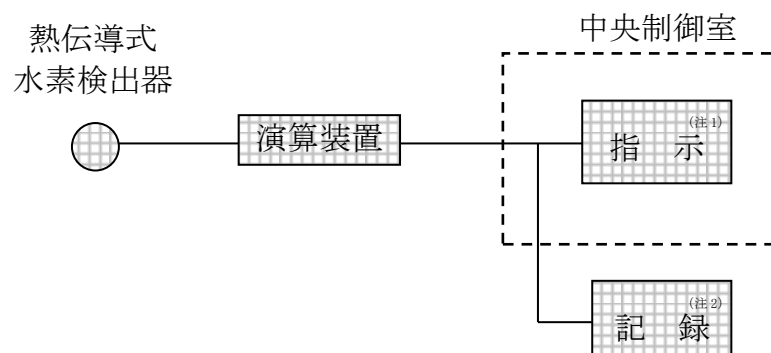 中央制御室
熱伝導式
水素検出器
演算装置
指 示(注1)
記 録(注2)